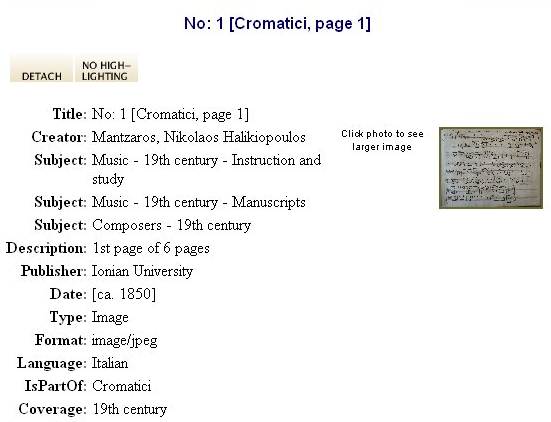 No: 1 [Cromatici, page 1]
DETACH
NO HIGH-
LIGHTING
Title: No: 1 [Cromatici, page 1]
Creator: Mantzaros, Nikolaos Halikiopoulos
Click photo to see
larger image
Subject: Music - 19th century - Instruction and
study
Subject: Music - 19th century - Manuscripts
Subject: Composers - 19th century
Description: 1st page of 6 pages
Publisher: Ionian University
Date: [ca. 1850]
Type: Image
Format: image/jpeg
Language: Italian
IsPartOf: Cromatici
Coverage: 19th century